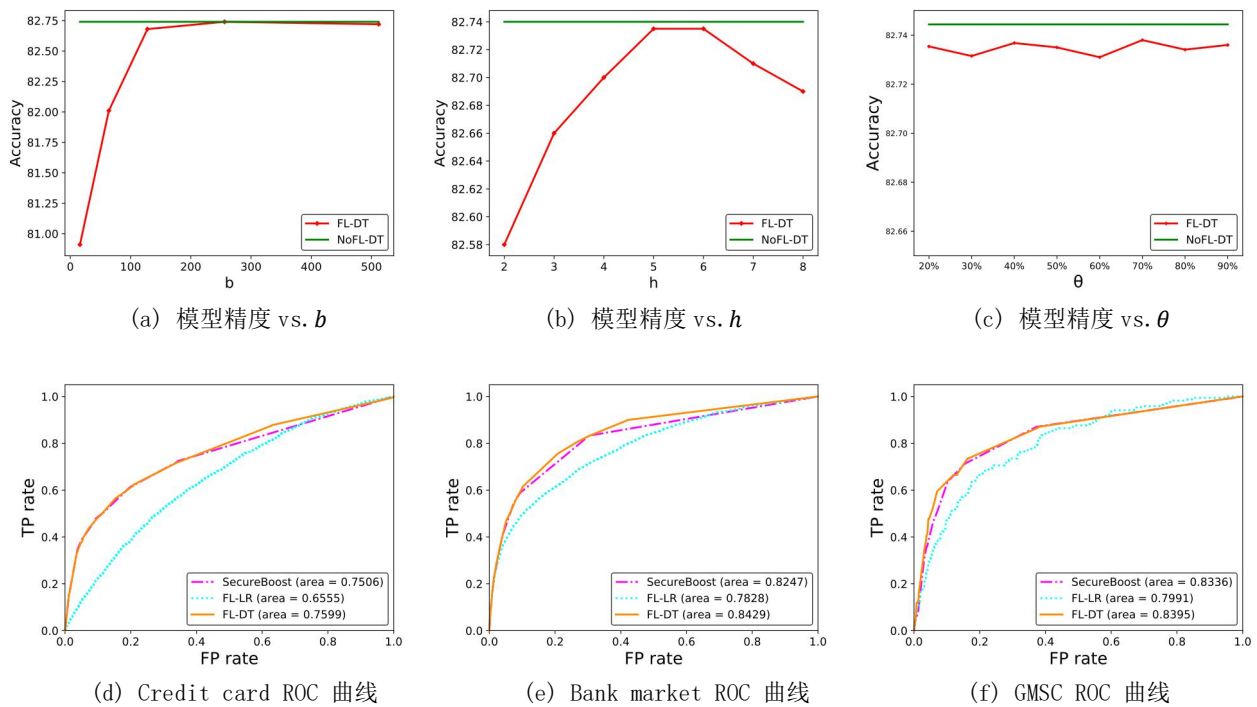 82.75
82.50
82.25
82.00
81.75
81.50
81.25
81.00
Accuracy
FL-DT
NoFL-DT
0 100 200 300 400 500
b
(a) 模型精度 vs. b
82.74
82.72
82.70
82.68
82.66
82.64
82.62
82.60
82.58
Accuracy
FL-DT
NoFL-DT
2 3 4 5 6 7 8
h
(b) 模型精度 vs. h
82.74
82.72
82.70
82.68
82.66
Accuracy
FL-DT
NoFL-DT
20% 30% 40% 50% 60% 70% 80% 90%
θ
(c) 模型精度 vs. θ
1.0
0.8
0.6
0.4
0.2
0.0
TP rate
SecureBoost (area = 0.7506)
FL-LR (area = 0.6555)
FL-DT (area = 0.7599)
0.0 0.2 0.4 0.6 0.8 1.0
FP rate
(d) Credit card ROC 曲线
1.0
0.8
0.6
0.4
0.2
0.0
TP rate
SecureBoost (area = 0.8247)
FL-LR (area = 0.7828)
FL-DT (area = 0.8429)
0.0 0.2 0.4 0.6 0.8 1.0
FP rate
(e) Bank market ROC 曲线
1.0
0.8
0.6
0.4
0.2
0.0
TP rate
SecureBoost (area = 0.8336)
FL-LR (area = 0.7991)
FL-DT (area = 0.8395)
0.0 0.2 0.4 0.6 0.8 1.0
FP rate
(f) GMSC ROC 曲线